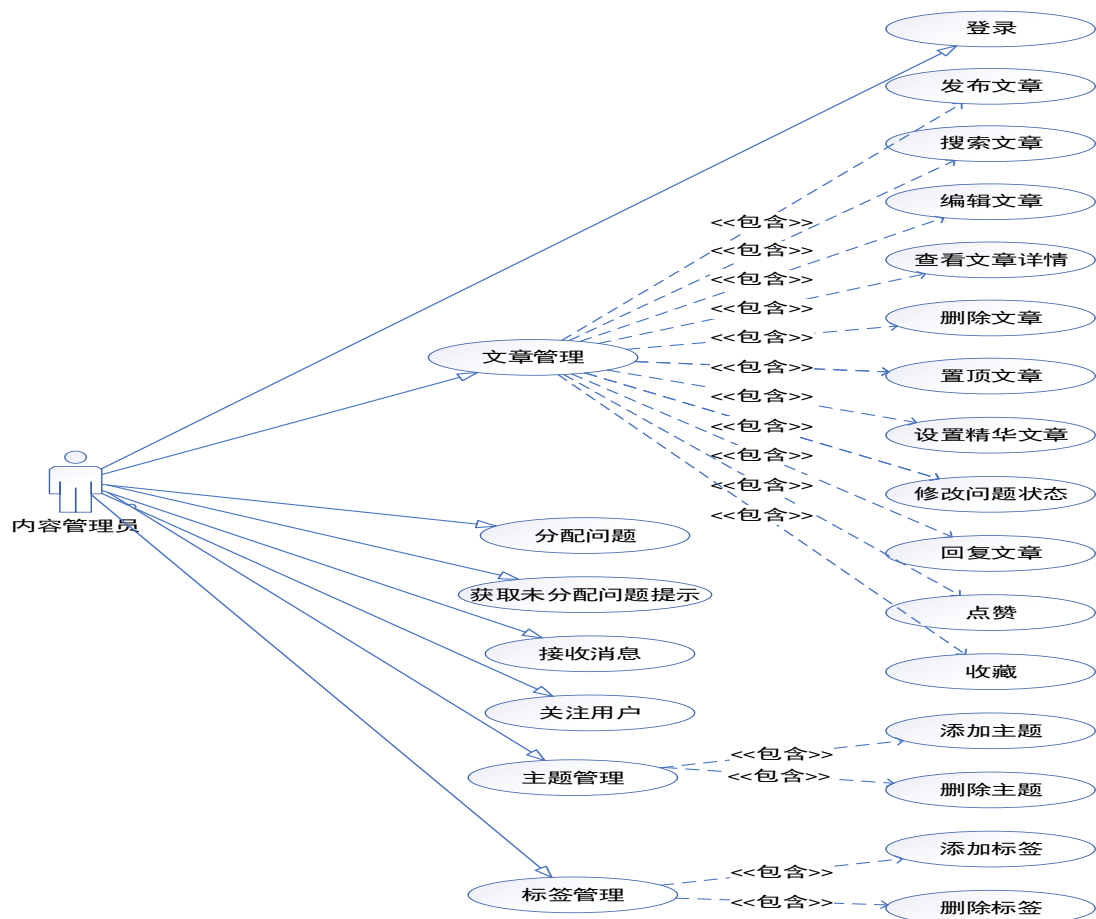 登录
发布文章
搜索文章
编辑文章
<<包含>>
<<包含>>
查看文章详情
<<包含>>
<<包含>>
删除文章
<<包含>>
文章管理
<<包含>>
置顶文章
<<包含>>
<<包含>>
设置精华文章
<<包含>>
<<包含>>
修改问题状态
<<包含>>
内容管理员
分配问题
回复文章
获取未分配问题提示
点赞
接收消息
收藏
关注用户
添加主题
<<包含>>
<<包含>>
主题管理
删除主题
添加标签
<<包含>>
标签管理
<<包含>>
删除标签